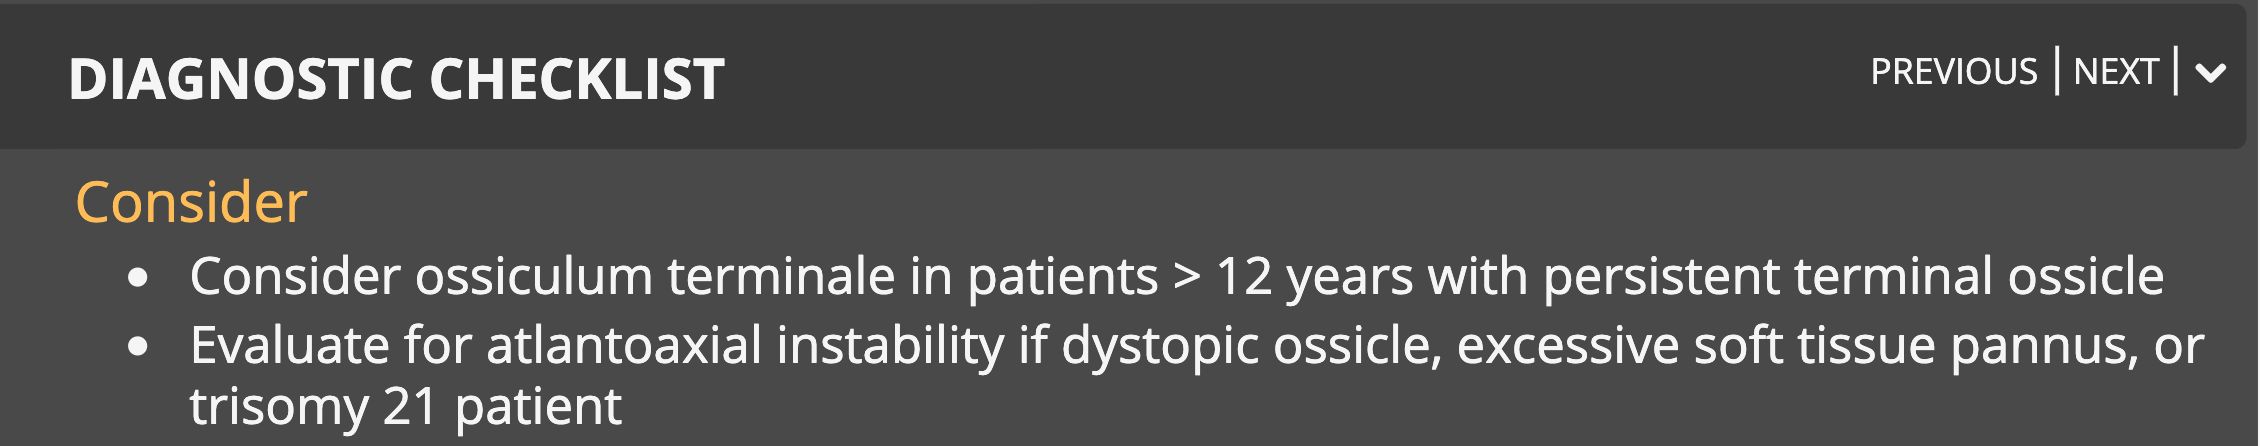 DIAGNOSTIC CHECKLIST
PREVIOUS | NEXT |
Consider
• Consider ossiculum terminale in patients > 12 years with persistent terminal ossicle
• Evaluate for atlantoaxial instability if dystopic ossicle, excessive soft tissue pannus, or
trisomy 21 patient